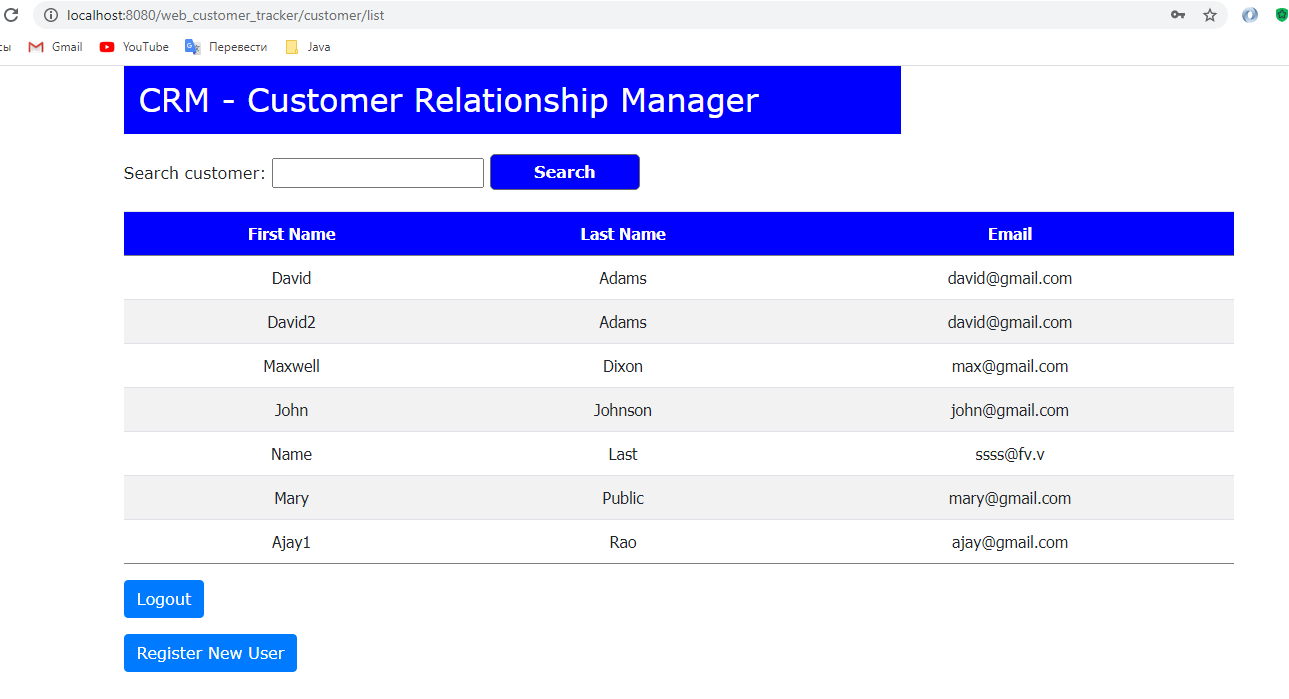 localhost:8080/web_customer_tracker/customer/list
сы Gmail YouTube Перевести Java
CRM - Customer Relationship Manager
Search customer: Search
First Name Last Name Email
David Adams david@gmail.com
David2 Adams david@gmail.com
Maxwell Dixon max@gmail.com
John Johnson john@gmail.com
Name Last ssss@fv.v
Mary Public mary@gmail.com
Ajay1 Rao ajay@gmail.com
Logout
Register New User